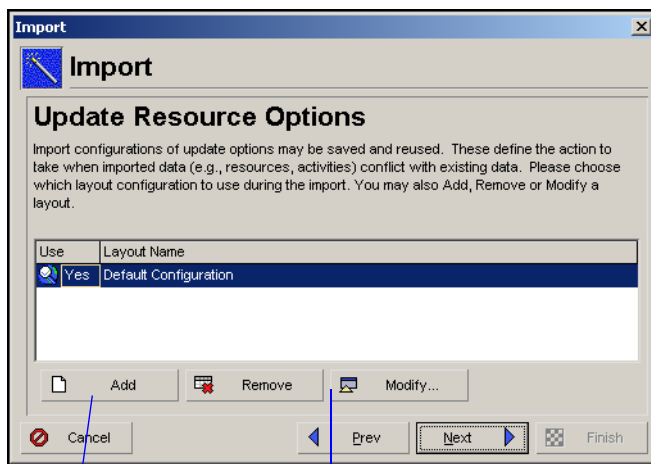 Import
Import
Update Resource Options
Import configurations of update options may be saved and reused. These define the action to
take when imported data (e.g., resources, activities) conflict with existing data. Please choose
which layout configuration to use during the import. You may also Add, Remove or Modify a
layout.
Use Layout Name
Yes Default Configuration
Add Remove Modify...
Cancel Prev Next Finish